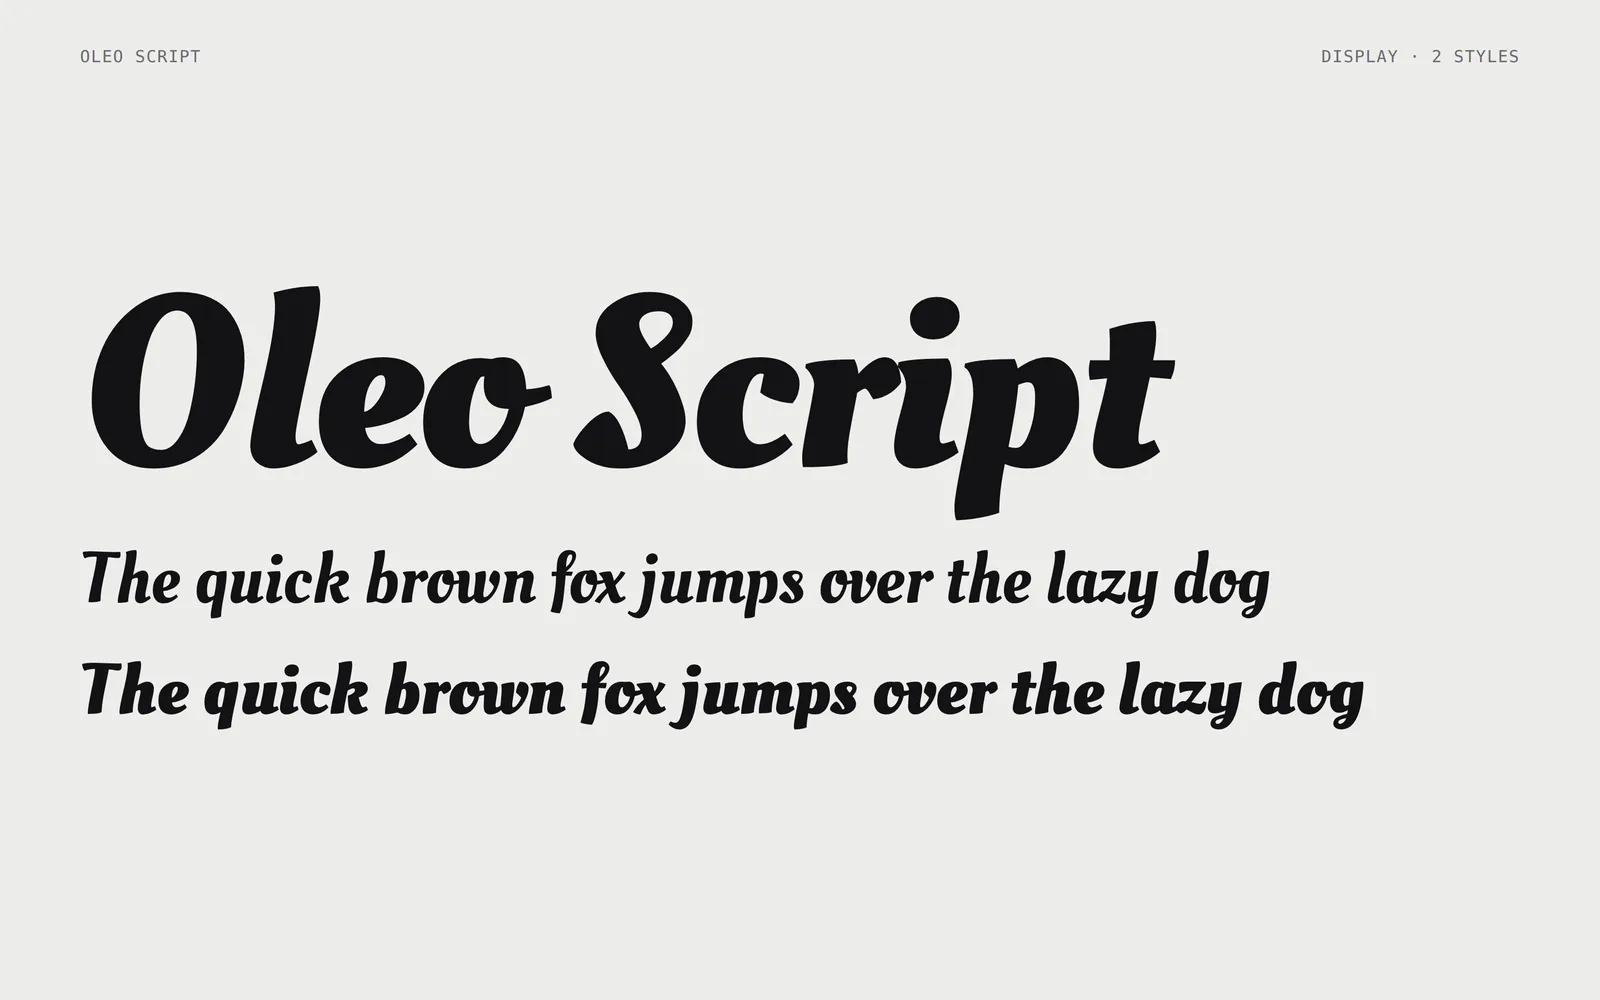 OLEO SCRIPT
DISPLAY · 2 STYLES
Oleo Script
The quick brown fox jumps over the lazy dog
The quick brown fox jumps over the lazy dog